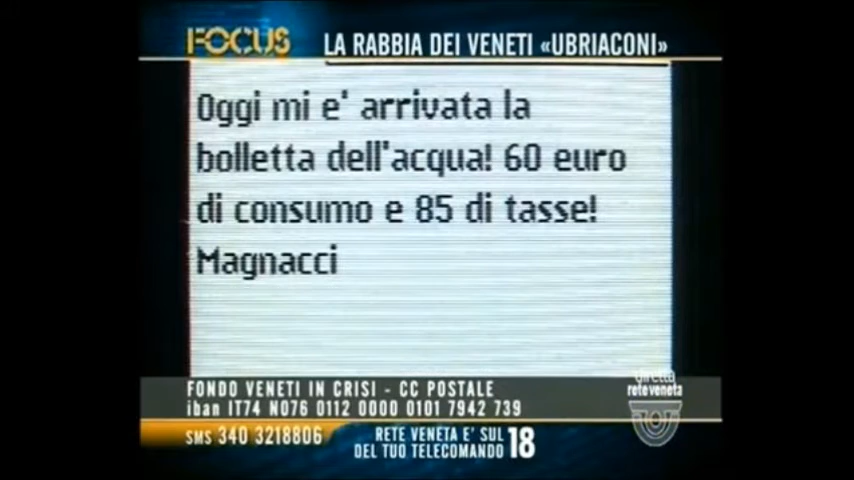 FOCUS
LA RABBIA DEI VENETI «UBRIACONI»
Oggi mi e' arrivata la
bolletta dell'acqua! 60 euro
di consumo e 85 di tasse!
Magnacci
FONDO VENETI IN CRISI - CC POSTALE
iban IT74 N076 0112 0000 0101 7942 739
diretta
reteveneta
SMS 340 3218806
RETE VENETA E' SUL
DEL TUO TELECOMANDO 18